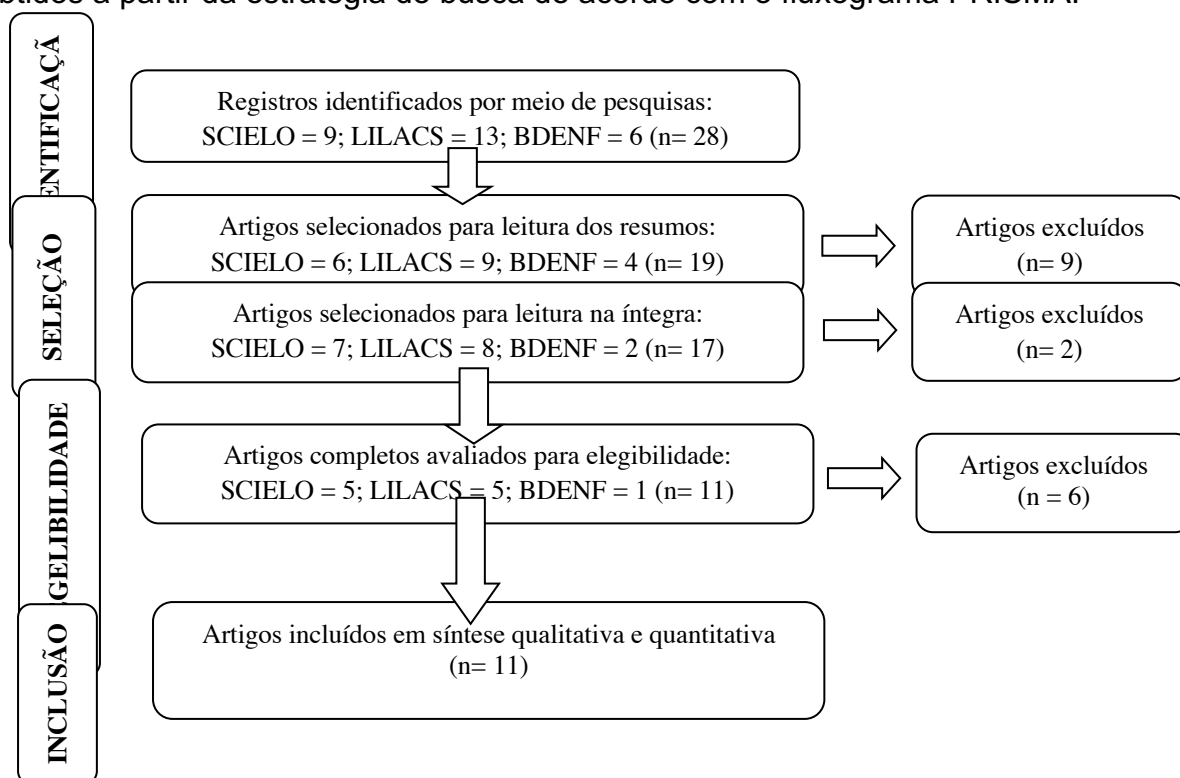 btidos a partir da estratégia de busca de acordo com o fluxograma PRISMA.
ENTIFICAÇÃ
Registros identificados por meio de pesquisas:
SCIELO = 9; LILACS = 13; BDENF = 6 (n= 28)
SELEÇÃO
Artigos selecionados para leitura dos resumos:
SCIELO = 6; LILACS = 9; BDENF = 4 (n= 19)
Artigos excluídos
(n= 9)
Artigos selecionados para leitura na íntegra:
SCIELO = 7; LILACS = 8; BDENF = 2 (n= 17)
Artigos excluídos
(n= 2)
GELIBILIDADE
Artigos completos avaliados para elegibilidade:
SCIELO = 5; LILACS = 5; BDENF = 1 (n= 11)
Artigos excluídos
(n = 6)
INCLUSÃO
Artigos incluídos em síntese qualitativa e quantitativa
(n= 11)